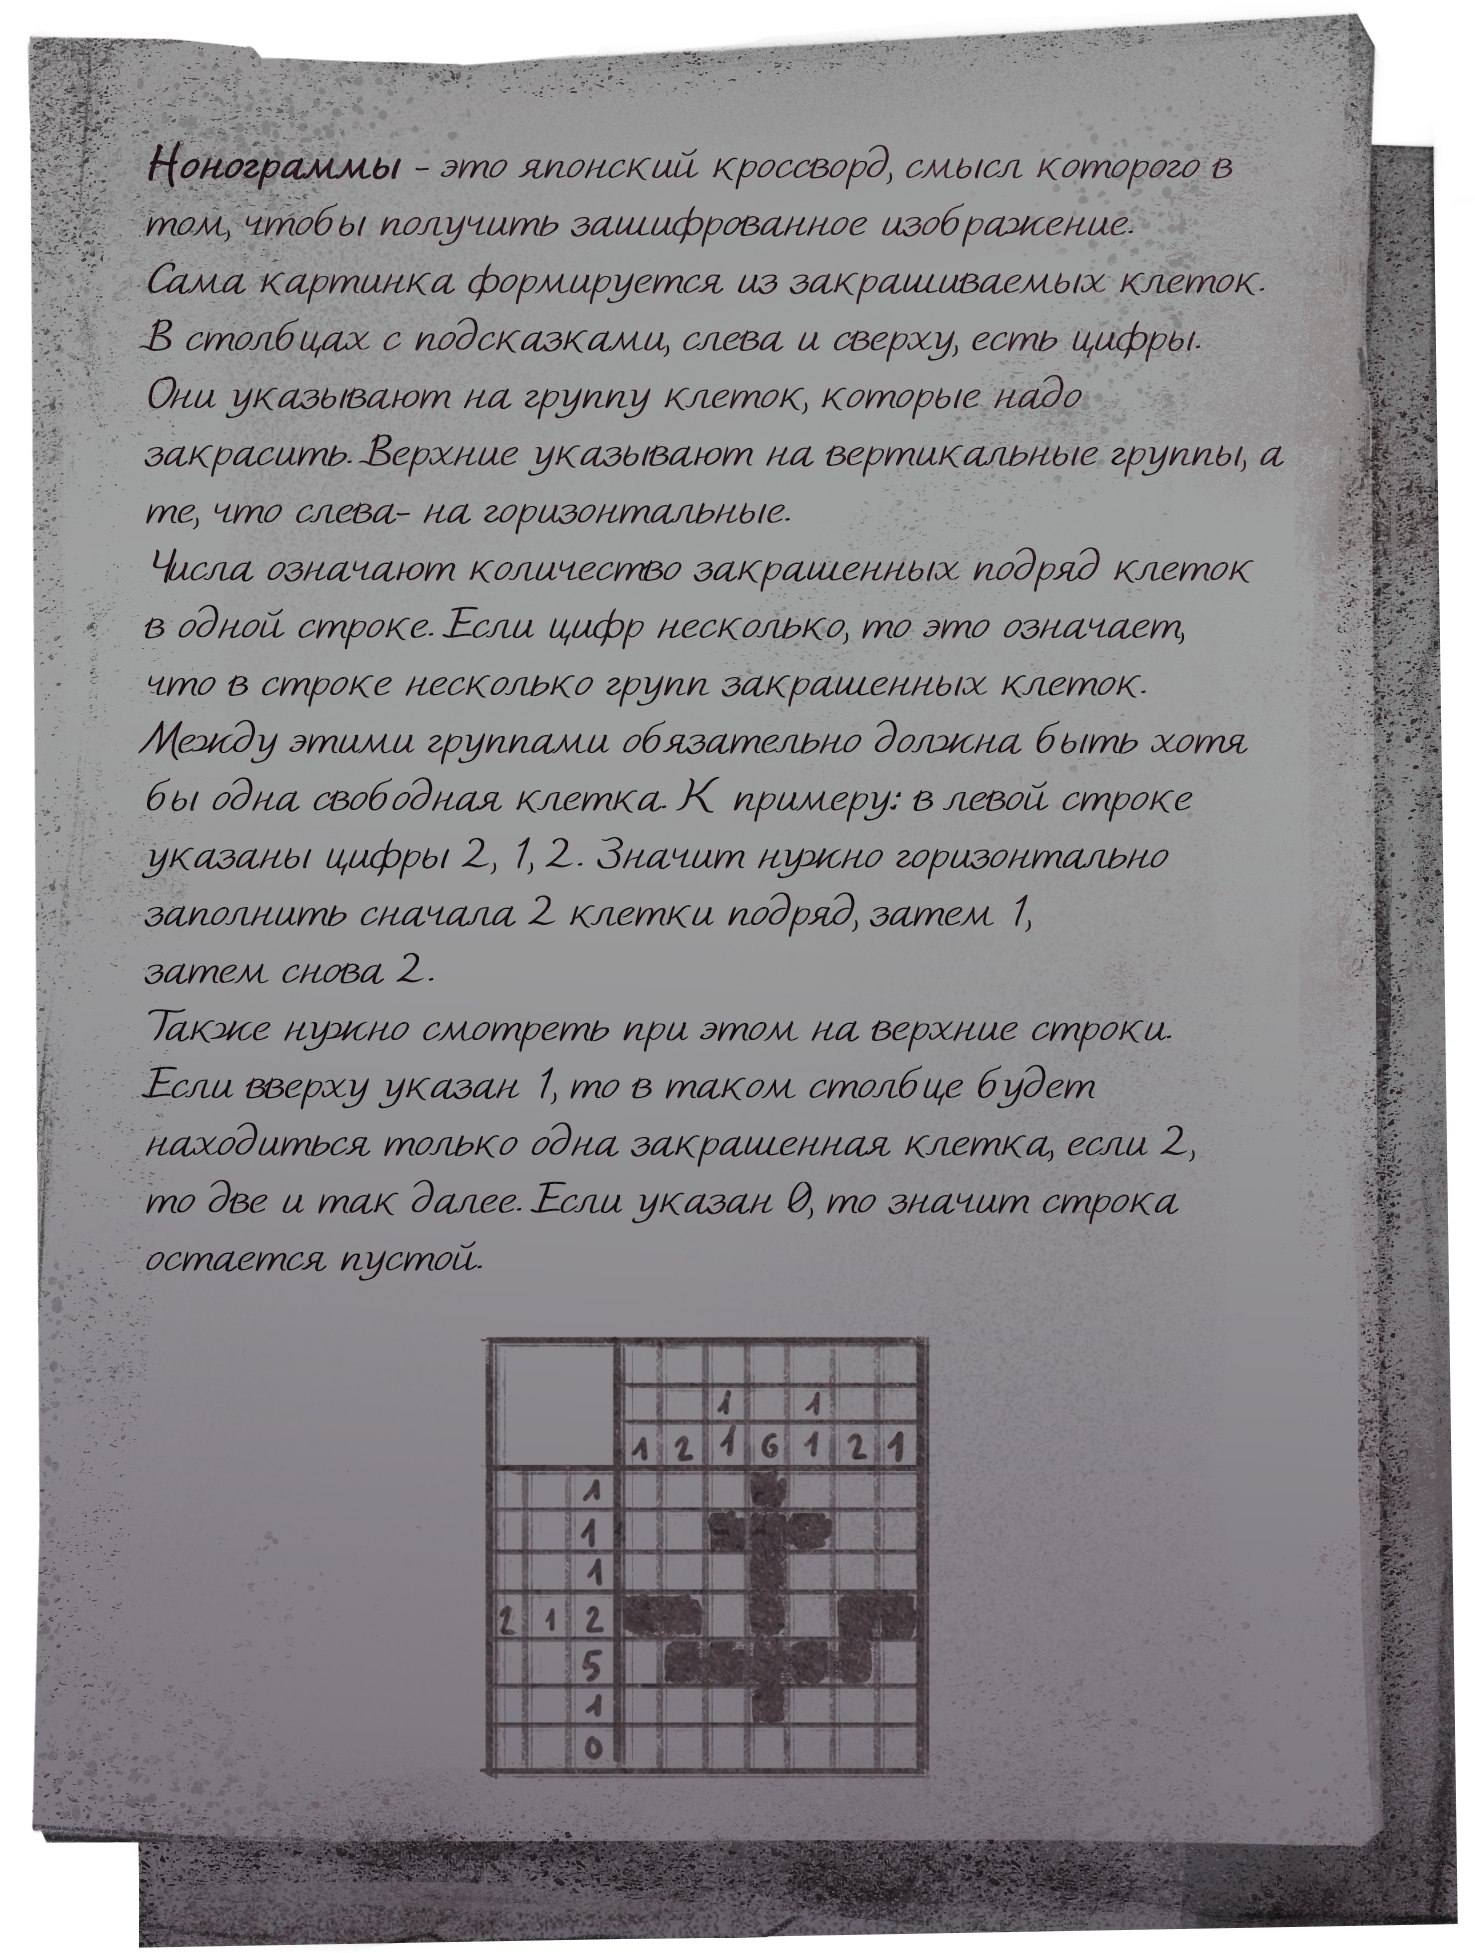 Нонограммы - это японский кроссворд, смысл которого в
том, чтобы получить зашифрованное изображение.
Сама картинка формируется из закрашиваемых клеток.
В столбцах с подсказками, слева и сверху, есть цифры.
Они указывают на группу клеток, которые надо
закрасить. Верхние указывают на вертикальные группы, а
те, что слева- на горизонтальные.
Числа означают количество закрашенных подряд клеток
в одной строке. Если цифр несколько, то это означает,
что в строке несколько групп закрашенных клеток.
Между этими группами обязательно должна быть хотя
бы одна свободная клетка. К примеру: в левой строке
указаны цифры 2, 1, 2. Значит нужно горизонтально
заполнить сначала 2 клетки подряд, затем 1,
затем снова 2.
Также нужно смотреть при этом на верхние строки.
Если вверху указан 1, то в таком столбце будет
находиться только одна закрашенная клетка, если 2,
то две и так далее. Если указан 0, то значит строка
остается пустой.
1 1
1 2 1 6 1 2 1
1
1
1
2 1 2
5
1
0